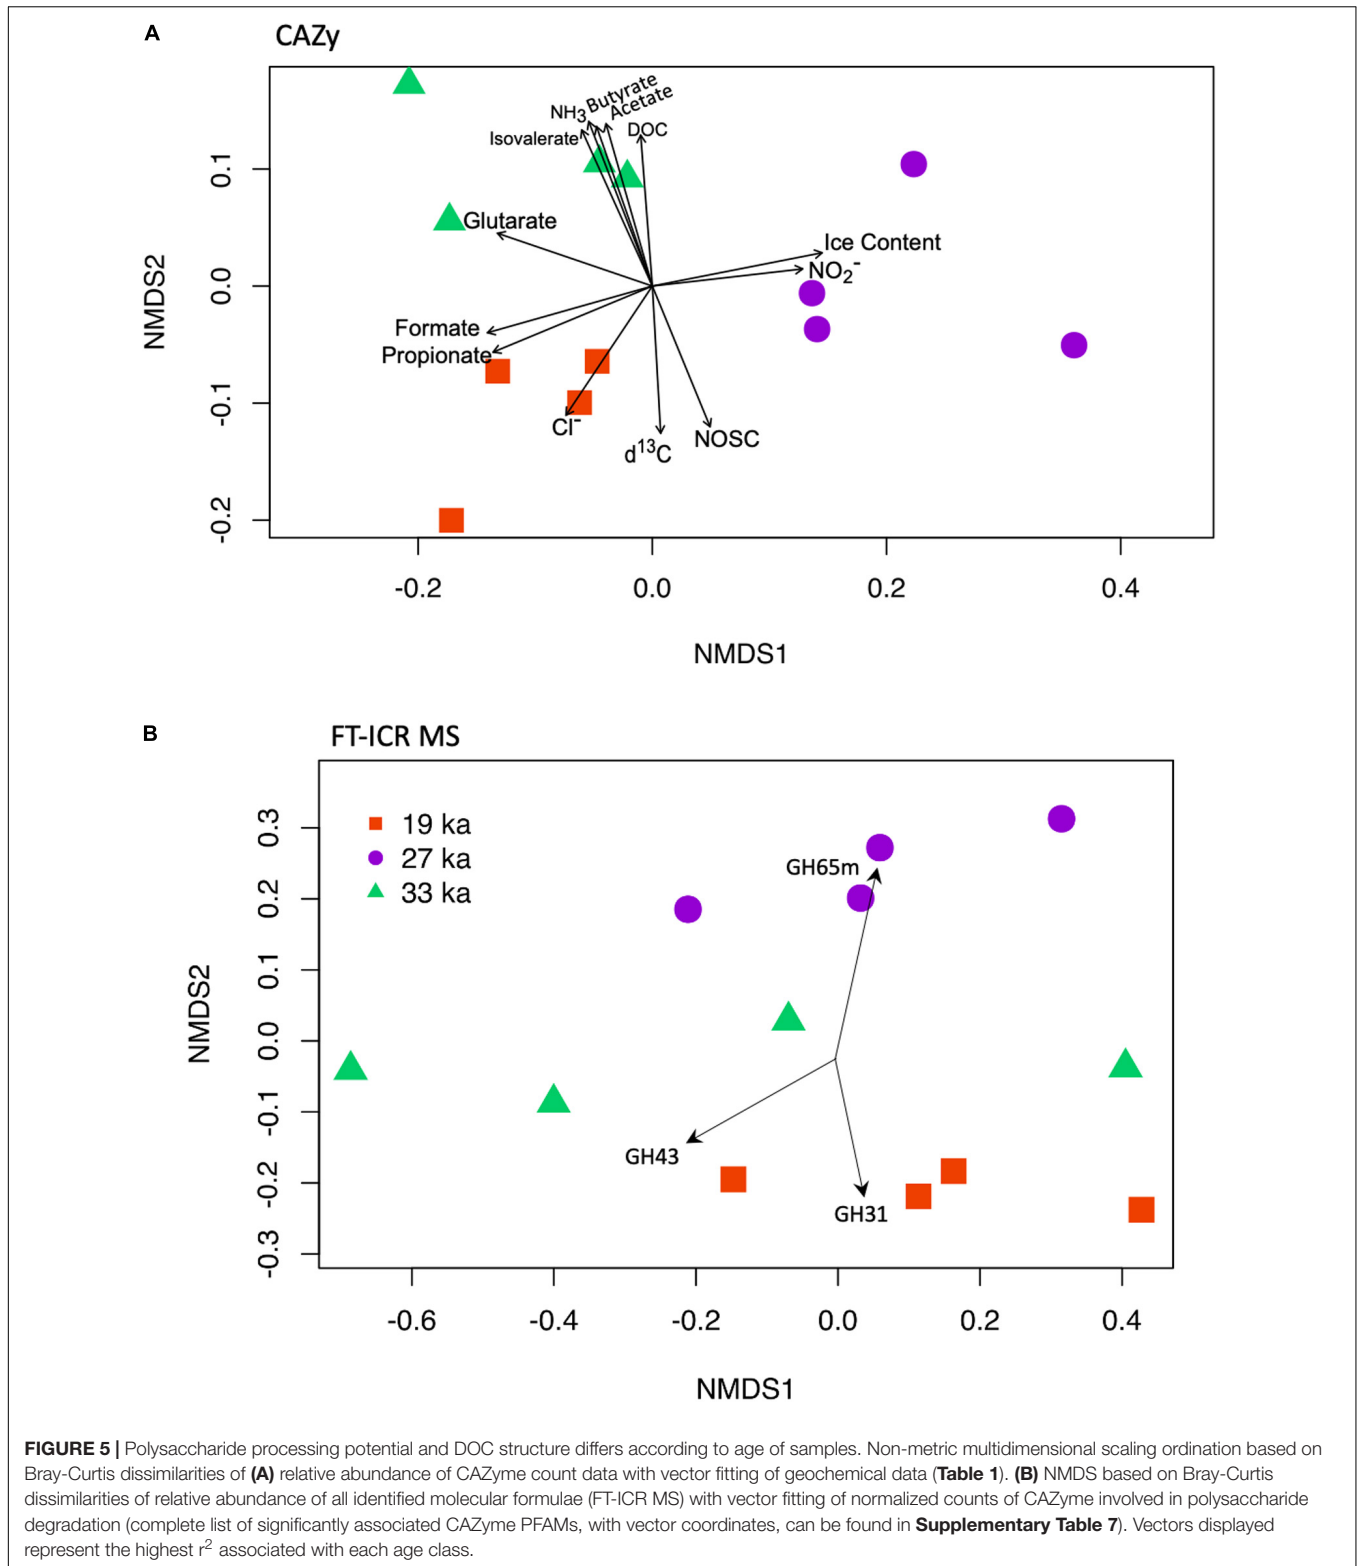 A
CAZy
NH3 Butyrate
Acetate
Isovalerate
DOC
Glutarate
Ice Content
NO2-
Formate
Propionate
Cl-
d13C
NOSC
NMDS2
0.1
0.0
-0.1
-0.2
-0.2
0.0
0.2
0.4
NMDS1
B
FT-ICR MS
19 ka
27 ka
33 ka
GH65m
GH43
GH31
NMDS2
0.3
0.2
0.1
0.0
-0.1
-0.2
-0.3
-0.6
-0.4
-0.2
0.0
0.2
0.4
NMDS1
FIGURE 5 | Polysaccharide processing potential and DOC structure differs according to age of samples. Non-metric multidimensional scaling ordination based on
Bray-Curtis dissimilarities of (A) relative abundance of CAZyme count data with vector fitting of geochemical data (Table 1). (B) NMDS based on Bray-Curtis
dissimilarities of relative abundance of all identified molecular formulae (FT-ICR MS) with vector fitting of normalized counts of CAZyme involved in polysaccharide
degradation (complete list of significantly associated CAZyme PFAMs, with vector coordinates, can be found in Supplementary Table 7). Vectors displayed
represent the highest r2 associated with each age class.